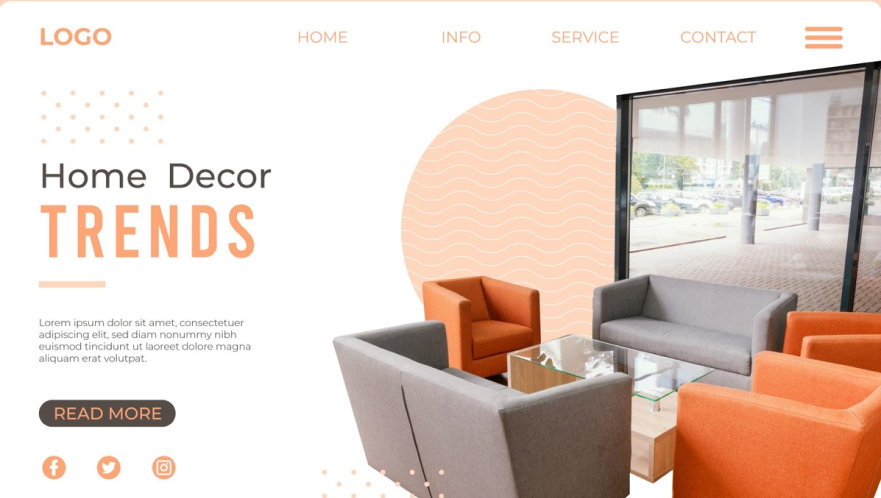 LOGO
HOME
INFO
SERVICE
CONTACT
Home Decor
TRENDS
Lorem ipsum dolor sit amet, consectetuer
adipiscing elit, sed diam nonummy nibh
euismod tincidunt ut laoreet dolore magna
aliquam erat volutpat.
READ MORE